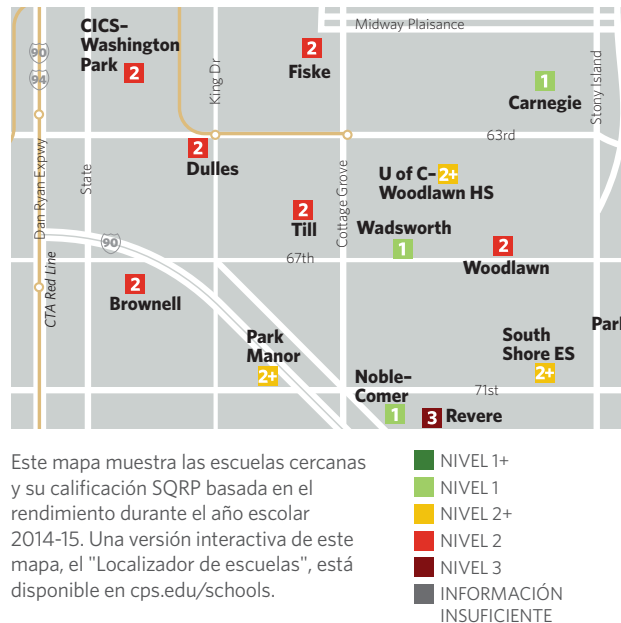 CICS–
Washington
Park
2
2
Fiske
Midway Plaisance
1
Carnegie
Stony Island
90
94
King Dr
63rd
Dan Ryan Expwy
State
2
Dulles
Cottage Grove
U of C–
Woodlawn HS
2+
2
Till
Wadsworth
1
2
Woodlawn
90
67th
CTA Red Line
2
Brownell
Park
Manor
2+
South
Shore ES
2+
Noble–
Comer
1
71st
3
Revere
Este mapa muestra las escuelas cercanas
y su calificación SQRP basada en el
rendimiento durante el año escolar
2014-15. Una versión interactiva de este
mapa, el "Localizador de escuelas", está
disponible en cps.edu/schools.
NIVEL 1+
NIVEL 1
NIVEL 2+
NIVEL 2
NIVEL 3
INFORMACIÓN
INSUFICIENTE